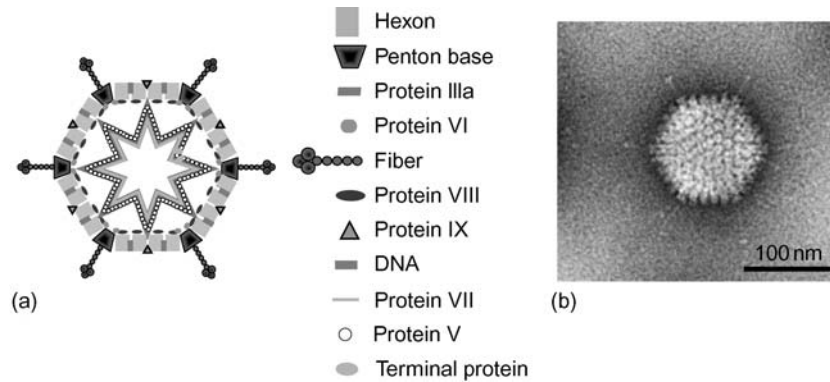 Hexon
Penton base
Protein IIIa
Protein VI
Fiber
Protein VIII
Protein IX
DNA
Protein VII
Protein V
Terminal protein
(a)
100 nm
(b)